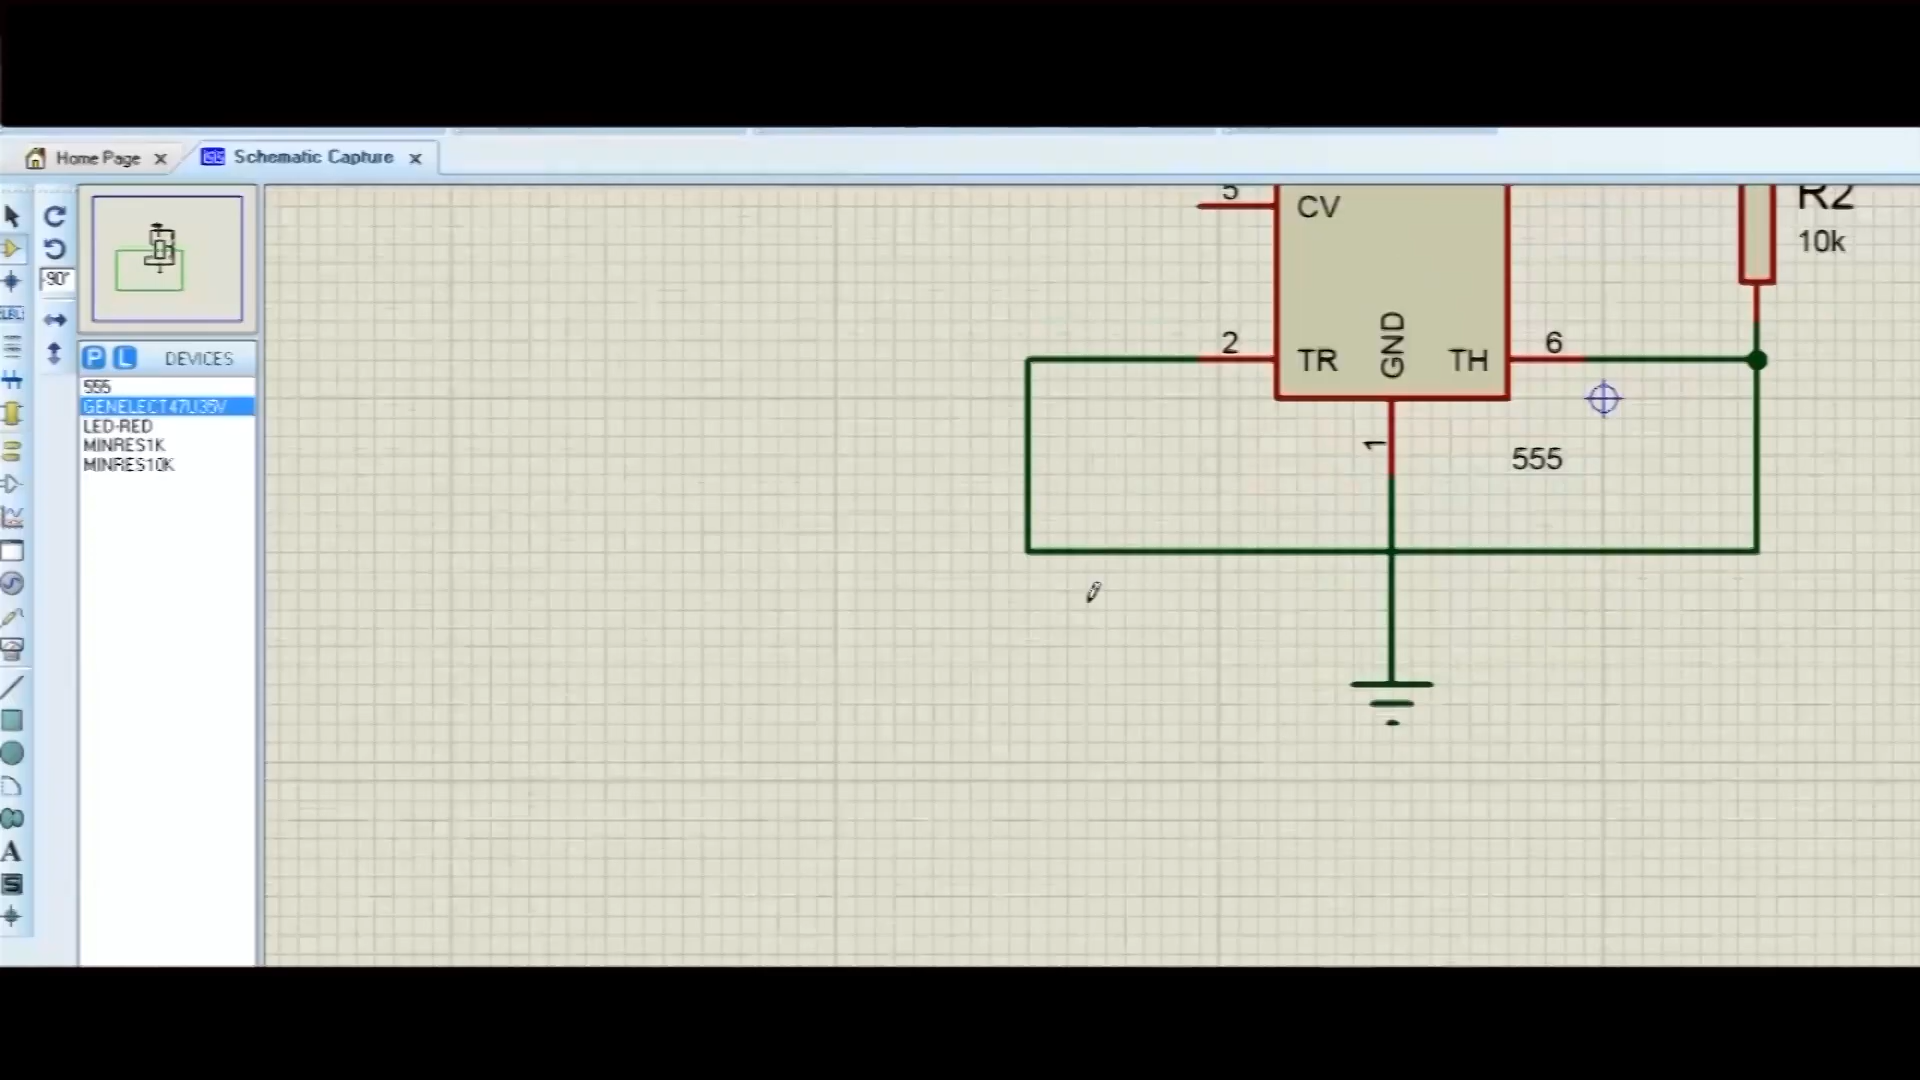 Home Page
Schematic Capture
-90°
LBL
P L DEVICES
555
GENELECT47U35V
LED-RED
MINRES1K
MINRES10K
A
S
5
CV
R2
10k
2
TR
GND
TH
6
1
555